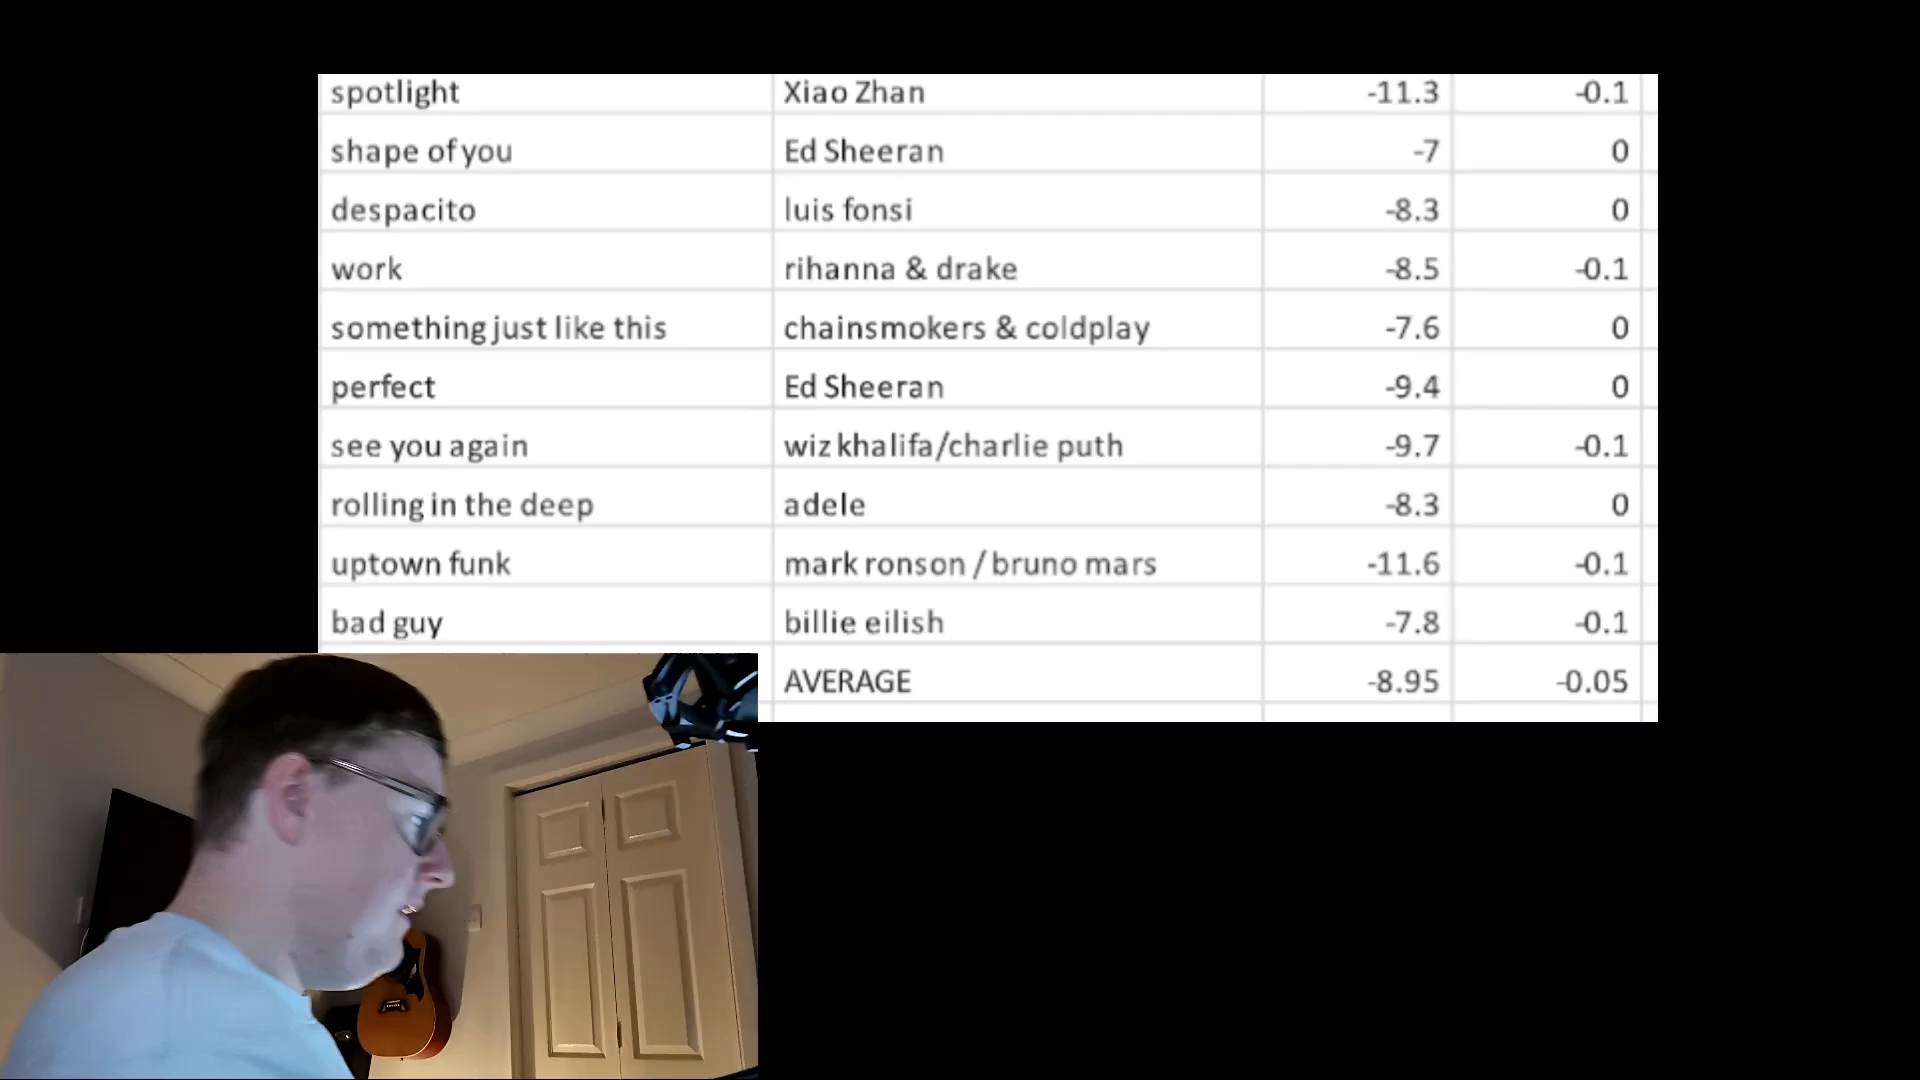 spotlight Xiao Zhan -11.3 -0.1
shape of you Ed Sheeran -7 0
despacito luis fonsi -8.3 0
work rihanna & drake -8.5 -0.1
something just like this chainsmokers & coldplay -7.6 0
perfect Ed Sheeran -9.4 0
see you again wiz khalifa/charlie puth -9.7 -0.1
rolling in the deep adele -8.3 0
uptown funk mark ronson / bruno mars -11.6 -0.1
bad guy billie eilish -7.8 -0.1
AVERAGE -8.95 -0.05